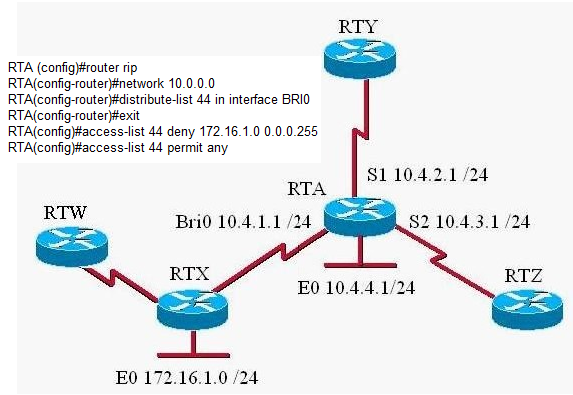 RTY
RTA (config)#router rip
RTA(config-router)#network 10.0.0.0
RTA(config-router)#distribute-list 44 in interface BRI0
RTA(config-router)#exit
RTA(config)#access-list 44 deny 172.16.1.0 0.0.0.255
RTA(config)#access-list 44 permit any
S1 10.4.2.1 /24
RTA
RTW
Bri0 10.4.1.1 /24
S2 10.4.3.1 /24
RTX
E0 10.4.4.1/24
RTZ
E0 172.16.1.0 /24